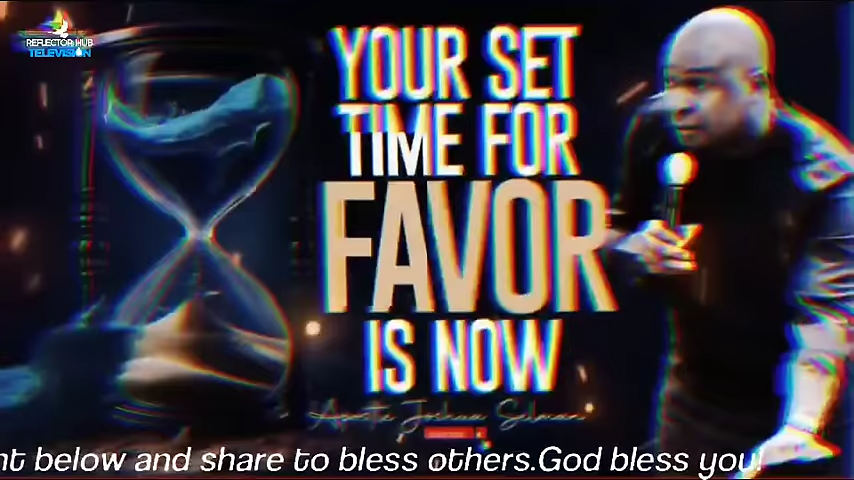 REFLECTOR HUB
TELEVISION
YOUR SET
TIME FOR
FAVOR
IS NOW
Apostle Joshua Selman
nt below and share to bless others.God bless you!